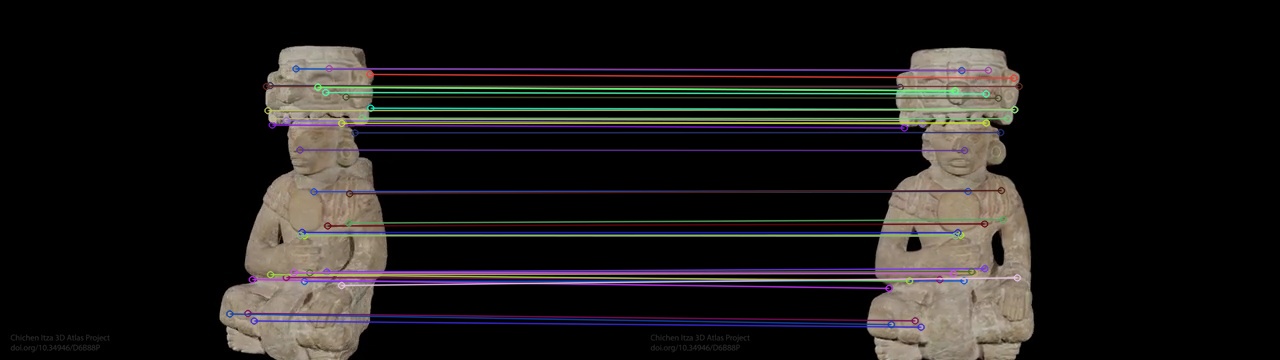 Chichen Itza 3D Atlas Project
doi.org/10.34946/D6B88P
Chichen Itza 3D Atlas Project
doi.org/10.34946/D6B88P